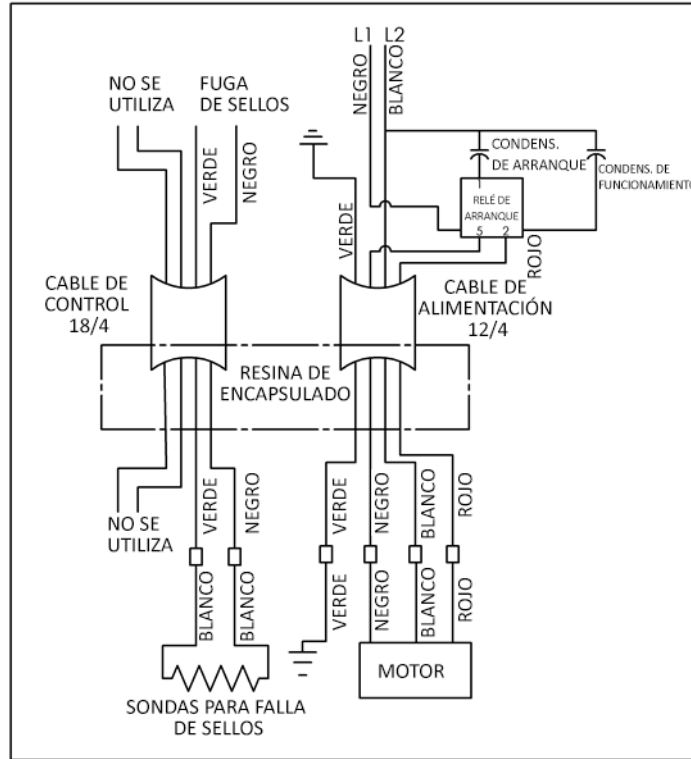 L1 L2
NEGRO
BLANCO
NO SE
UTILIZA
FUGA
DE SELLOS
VERDE
NEGRO
VERDE
CONDENS.
DE ARRANQUE
CONDENS. DE
FUNCIONAMIENTO
RELÉ DE
ARRANQUE
5 2
ROJO
CABLE DE
CONTROL
18/4
CABLE DE
ALIMENTACIÓN
12/4
RESINA DE
ENCAPSULADO
NO SE
UTILIZA
VERDE
NEGRO
VERDE
NEGRO
BLANCO
ROJO
BLANCO
BLANCO
VERDE
NEGRO
BLANCO
ROJO
SONDAS PARA FALLA
DE SELLOS
MOTOR